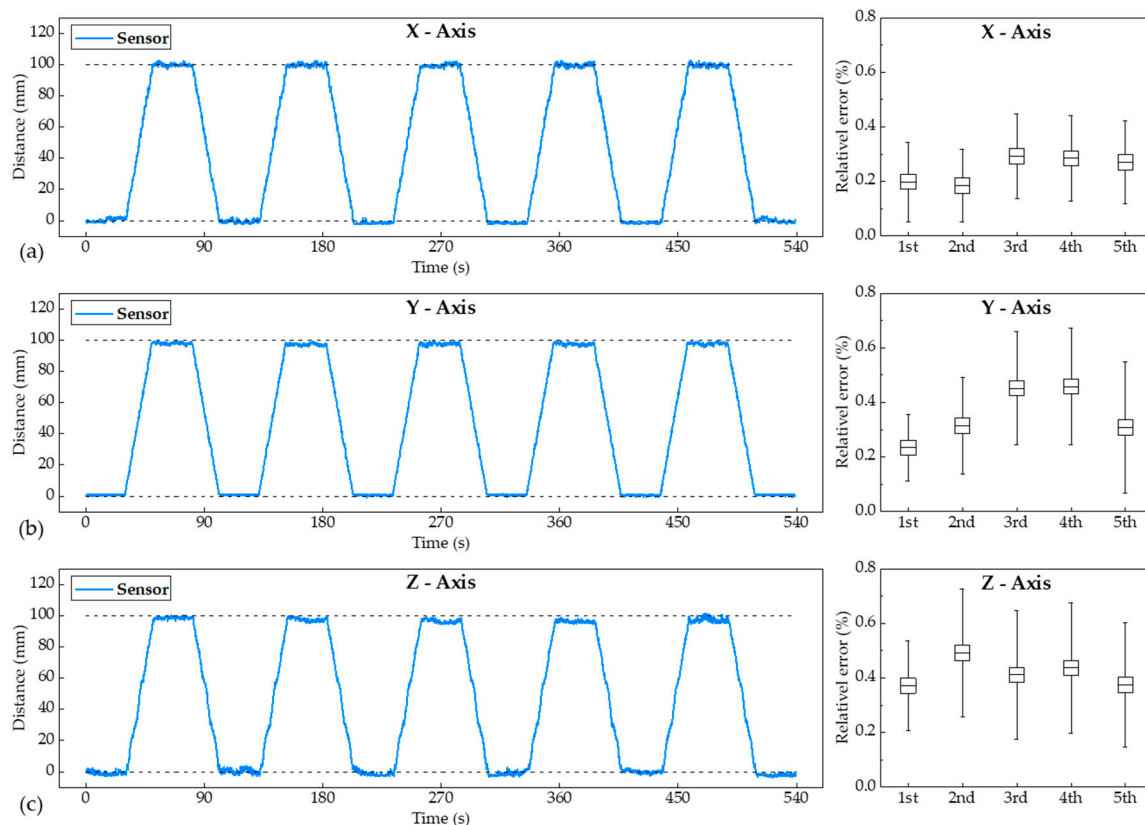 X - Axis
Sensor
Distance (mm)
120
100
80
60
40
20
0
0 90 180 270 360 450 540
Time (s)
(a)
X - Axis
Relativel error (%)
0.8
0.6
0.4
0.2
0.0
1st 2nd 3rd 4th 5th
Y - Axis
Sensor
Distance (mm)
120
100
80
60
40
20
0
0 90 180 270 360 450 540
Time (s)
(b)
Y - Axis
Relativel error (%)
0.8
0.6
0.4
0.2
0.0
1st 2nd 3rd 4th 5th
Z - Axis
Sensor
Distance (mm)
120
100
80
60
40
20
0
0 90 180 270 360 450 540
Time (s)
(c)
Z - Axis
Relativel error (%)
0.8
0.6
0.4
0.2
0.0
1st 2nd 3rd 4th 5th